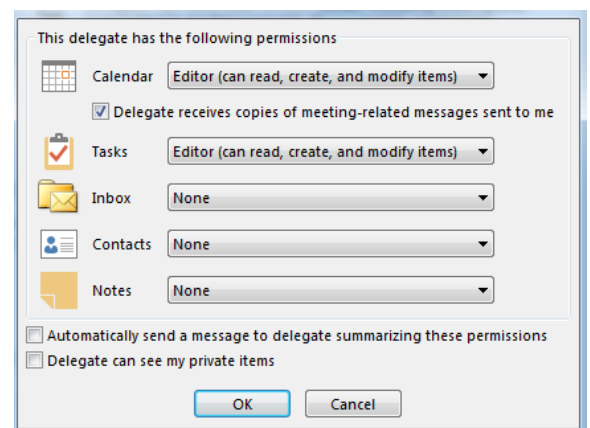 This delegate has the following permissions
Calendar Editor (can read, create, and modify items)
Delegate receives copies of meeting-related messages sent to me
Tasks Editor (can read, create, and modify items)
Inbox None
Contacts None
Notes None
Automatically send a message to delegate summarizing these permissions
Delegate can see my private items
OK Cancel